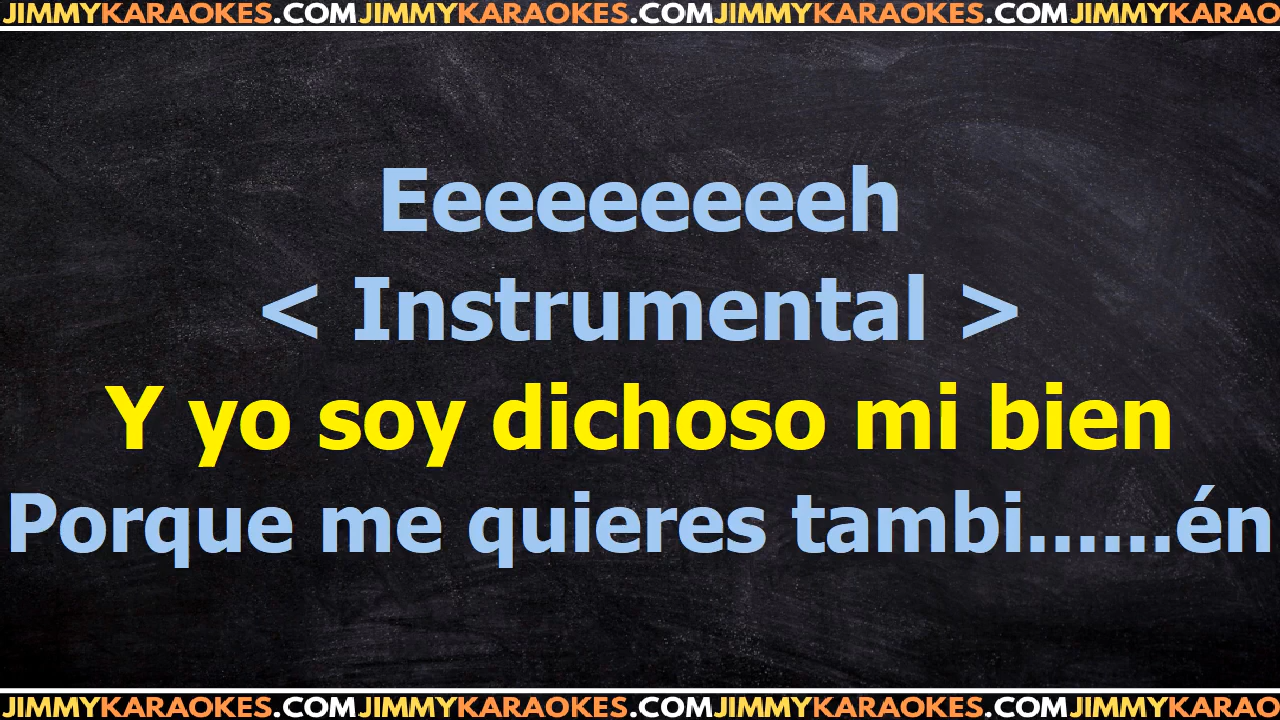 JIMMYKARAOKES.COMJIMMYKARAOKES.COMJIMMYKARAOKES.COMJIMMYKARAO
Eeeeeeeeeeh
< Instrumental >
Y yo soy dichoso mi bien
Porque me quieres tambi......én
JIMMYKARAOKES.COMJIMMYKARAOKES.COMJIMMYKARAOKES.COMJIMMYKARAO